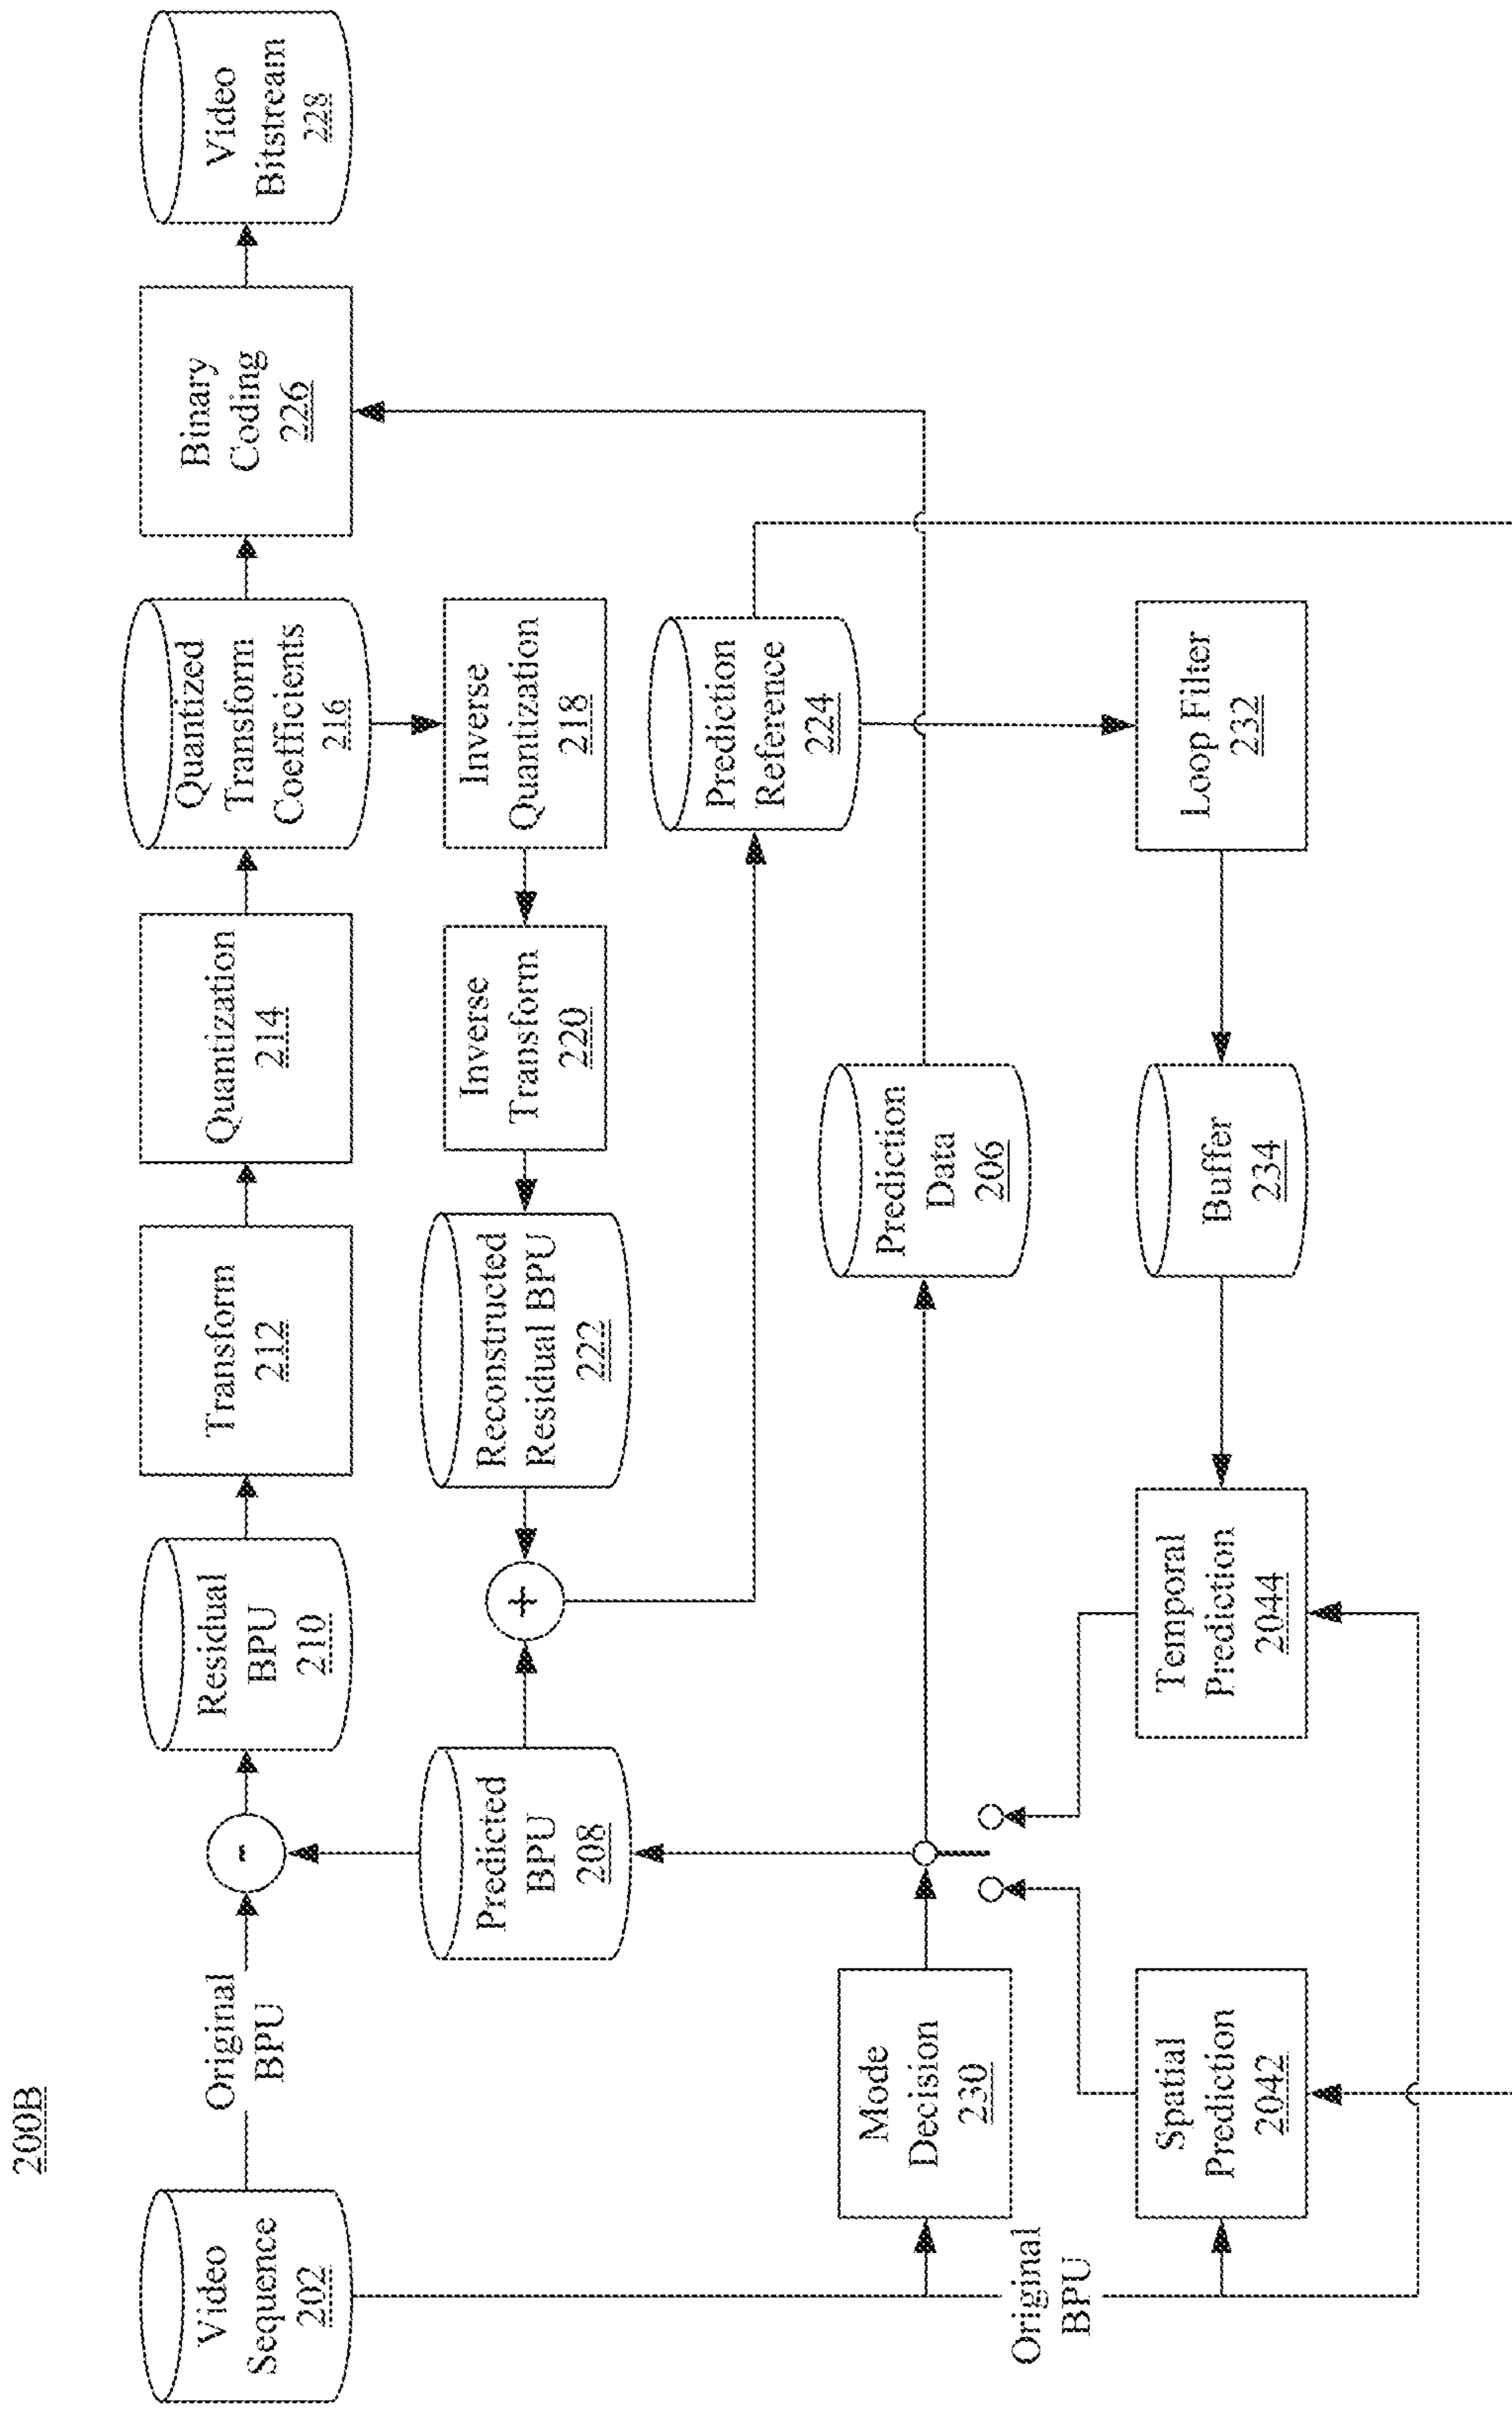 200B
Video
Sequence
202
Original
BPU
-
Residual
BPU
210
Transform
212
Quantization
214
Quantized
Transform
Coefficients
216
Binary
Coding
226
Video
Bitstream
228
Predicted
BPU
208
+
Reconstructed
Residual BPU
222
Inverse
Transform
220
Inverse
Quantization
218
Prediction
Reference
224
Mode
Decision
230
Prediction
Data
206
Original
BPU
Spatial
Prediction
2042
Temporal
Prediction
2044
Buffer
234
Loop Filter
232